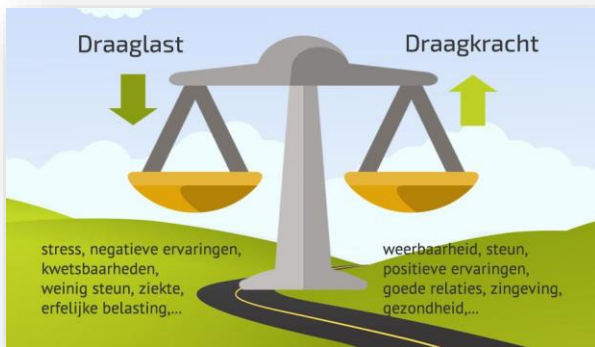 Draaglast
Draagkracht
stress, negatieve ervaringen,
kwetsbaarheden,
weinig steun, ziekte,
erfelijke belasting,...
weerbaarheid, steun,
positieve ervaringen,
goede relaties, zingeving,
gezondheid,...